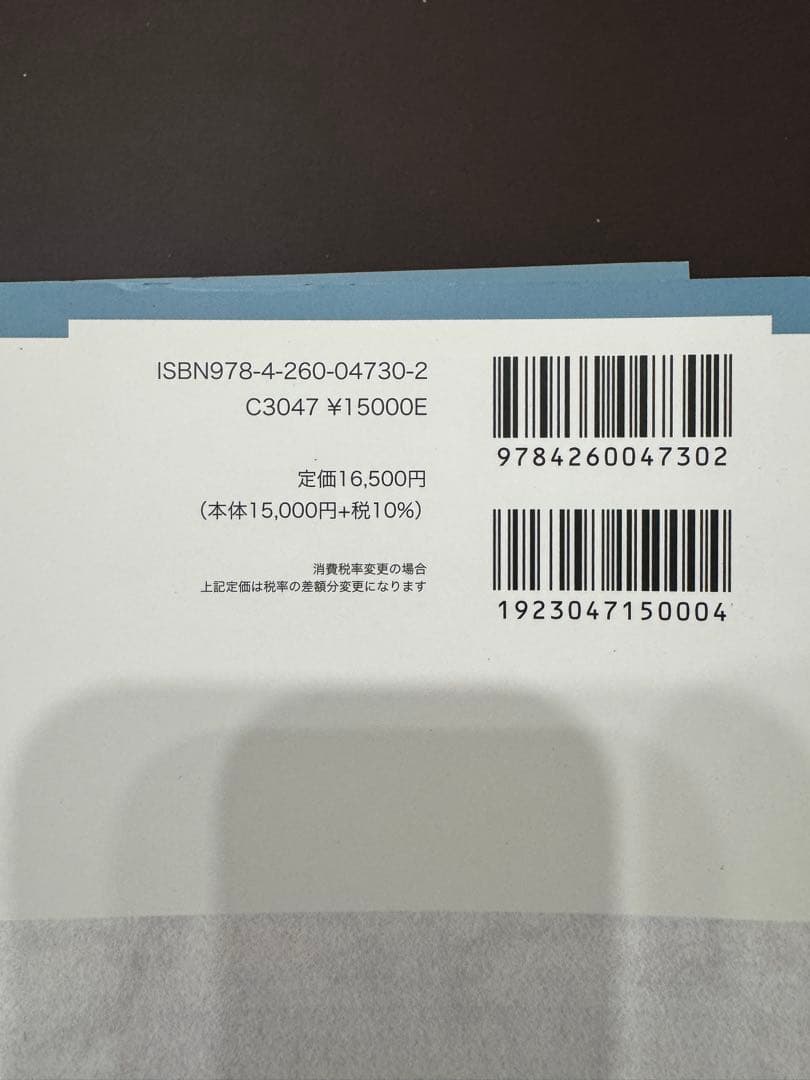 ISBN978-4-260-04730-2
C3047 ¥15000E
定価16,500円
（本体15,000円+税10%）
消費税率変更の場合
上記定価は税率の差額分変更になります
9784260047302
1923047150004